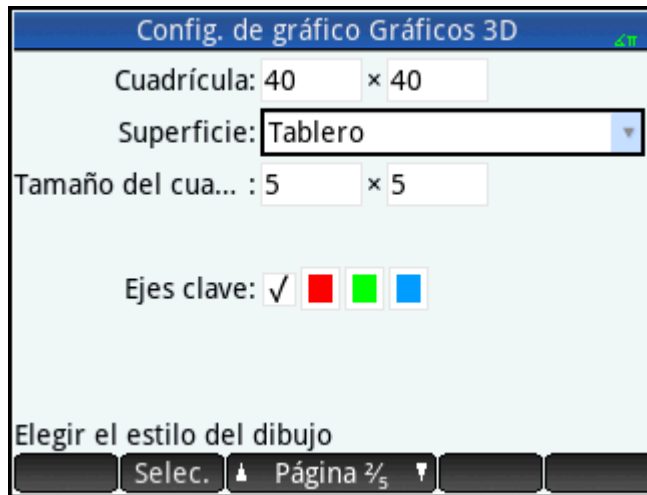 Config. de gráfico Gráficos 3D ∡π
Cuadrícula: 40 × 40
Superficie: Tablero
Tamaño del cua... : 5 × 5
Ejes clave: √
Elegir el estilo del dibujo
Selec. Página ²⁄₅